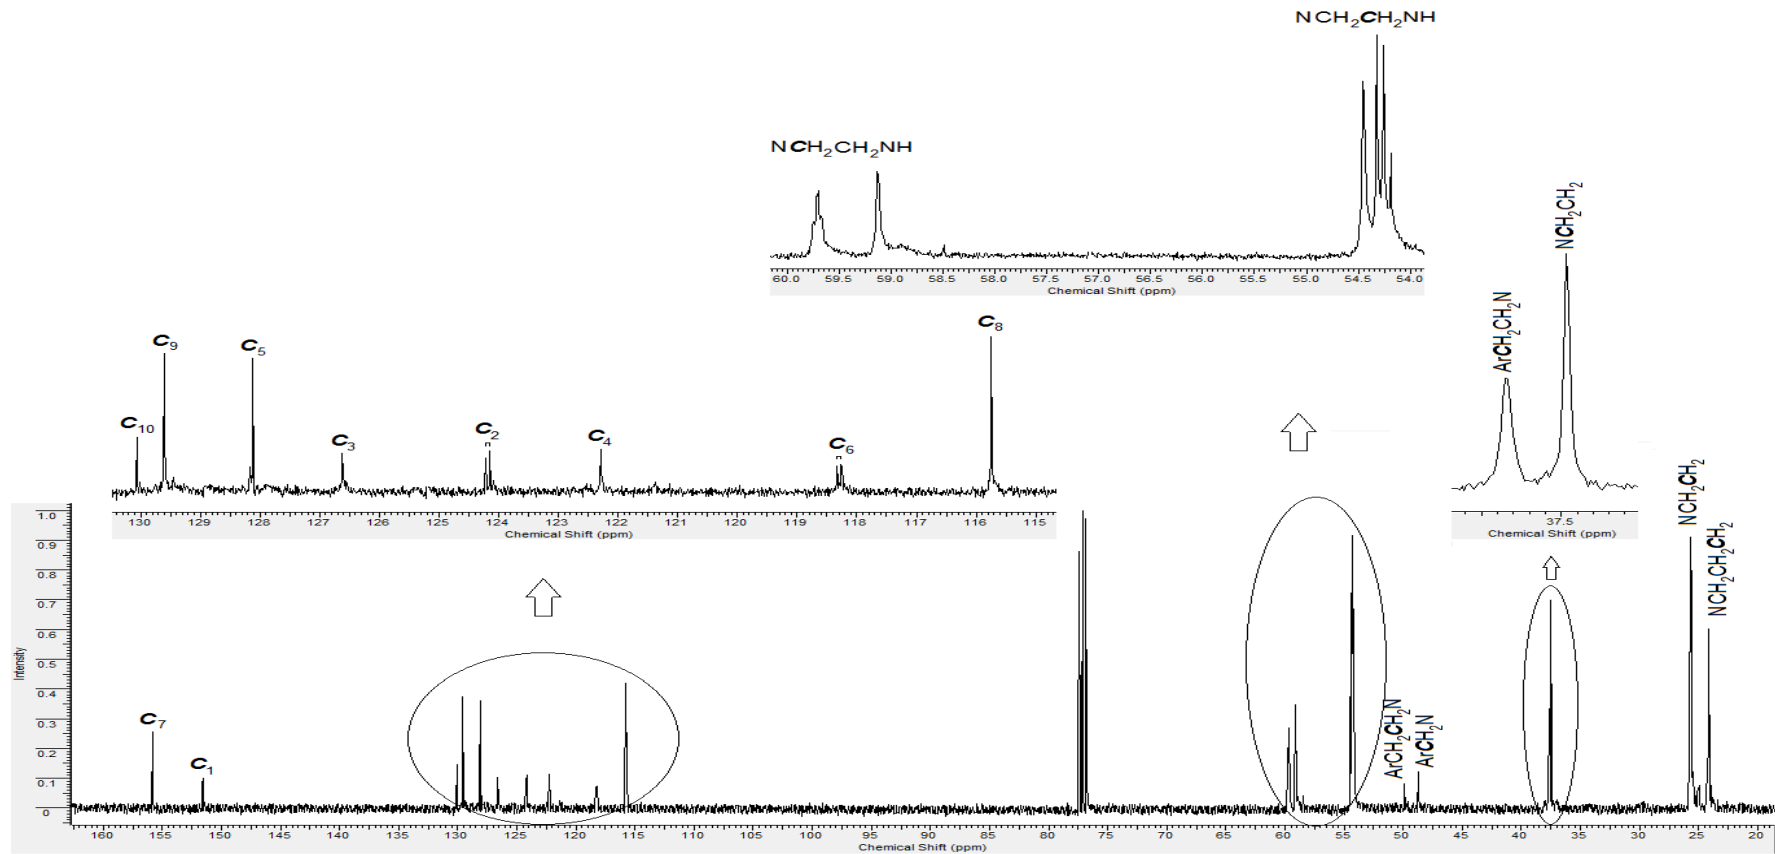 NCH₂CH₂NH
NCH₂CH₂NH
60.0 59.5 59.0 58.5 58.0 57.5 57.0 56.5 56.0 55.5 55.0 54.5 54.0
Chemical Shift (ppm)
ArCH₂CH₂N
NCH₂CH₂
37.5
Chemical Shift (ppm)
C₁₀ C₉ C₅ C₃ C₂ C₄ C₆ C₈
130 129 128 127 126 125 124 123 122 121 120 119 118 117 116 115
Chemical Shift (ppm)
NCH₂CH₂
NCH₂CH₂CH₂
1.0
0.9
0.8
0.7
0.6
0.5
0.4
0.3
0.2
0.1
0
Intensity
C₇
C₁
ArCH₂CH₂N
ArCH₂N
160 155 150 145 140 135 130 125 120 115 110 105 100 95 90 85 80 75 70 65 60 55 50 45 40 35 30 25 20
Chemical Shift (ppm)